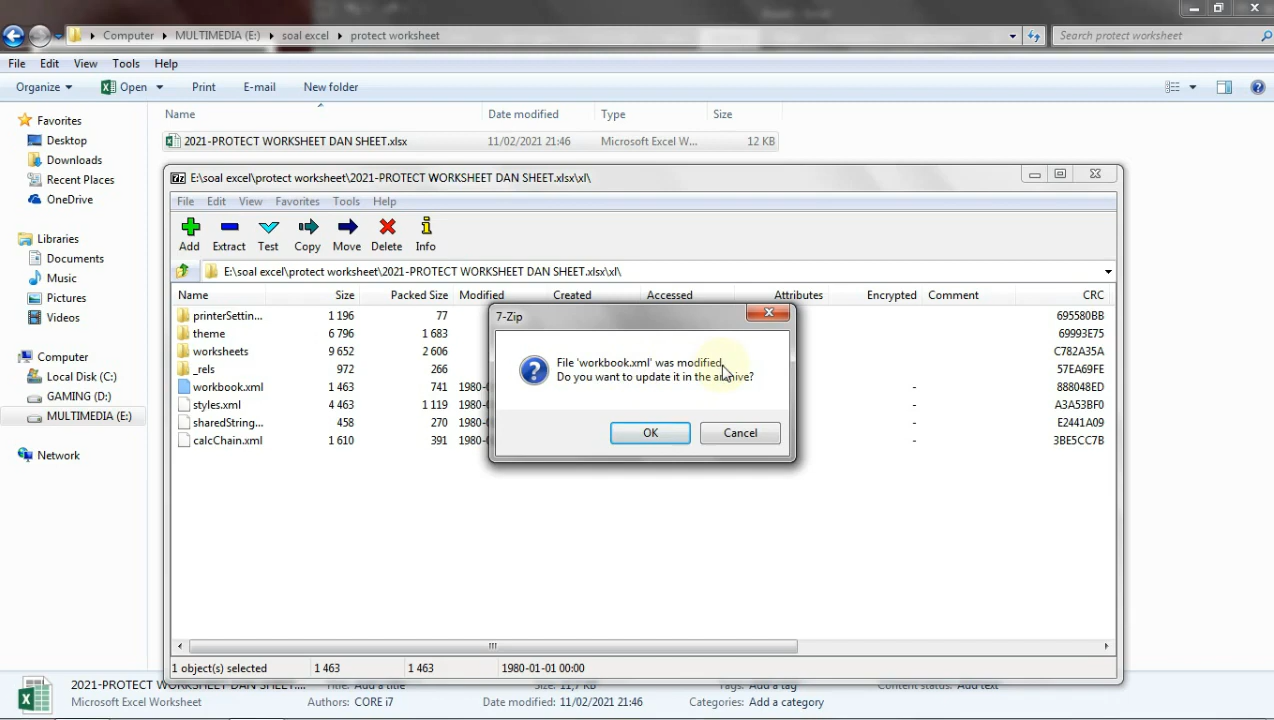 Computer
MULTIMEDIA (E:)
soal excel
protect worksheet
Search protect worksheet
File Edit View Tools Help
Organize Open Print E-mail New folder
Favorites
Desktop
Downloads
Recent Places
OneDrive
Libraries
Documents
Music
Pictures
Videos
Computer
Local Disk (C:)
GAMING (D:)
MULTIMEDIA (E:)
Network
Name Date modified Type Size
2021-PROTECT WORKSHEET DAN SHEET.xlsx 11/02/2021 21:46 Microsoft Excel W... 12 KB
E:\soal excel\protect worksheet\2021-PROTECT WORKSHEET DAN SHEET.xlsx\xl\
File Edit View Favorites Tools Help
Add Extract Test Copy Move Delete Info
E:\soal excel\protect worksheet\2021-PROTECT WORKSHEET DAN SHEET.xlsx\xl\
Name Size Packed Size Modified Created Accessed Attributes Encrypted Comment CRC
printerSettin... 1 196 77 695580BB
theme 6 796 1 683 69993E75
worksheets 9 652 2 606 C782A35A
_rels 972 266 57EA69FE
workbook.xml 1 463 741 1980- - 888048ED
styles.xml 4 463 1 119 1980- - A3A53BF0
sharedString... 458 270 1980- - E2441A09
calcChain.xml 1 610 391 1980- - 3BE5CC7B
7-Zip
File 'workbook.xml' was modified.
Do you want to update it in the archive?
OK Cancel
1 object(s) selected 1 463 1 463 1980-01-01 00:00
2021-PROTECT WORKSHEET DAN SHEET.... Title: Add a title Size: 11,7 KB Tags: Add a tag Content status: Add text
Microsoft Excel Worksheet Authors: CORE i7 Date modified: 11/02/2021 21:46 Categories: Add a category